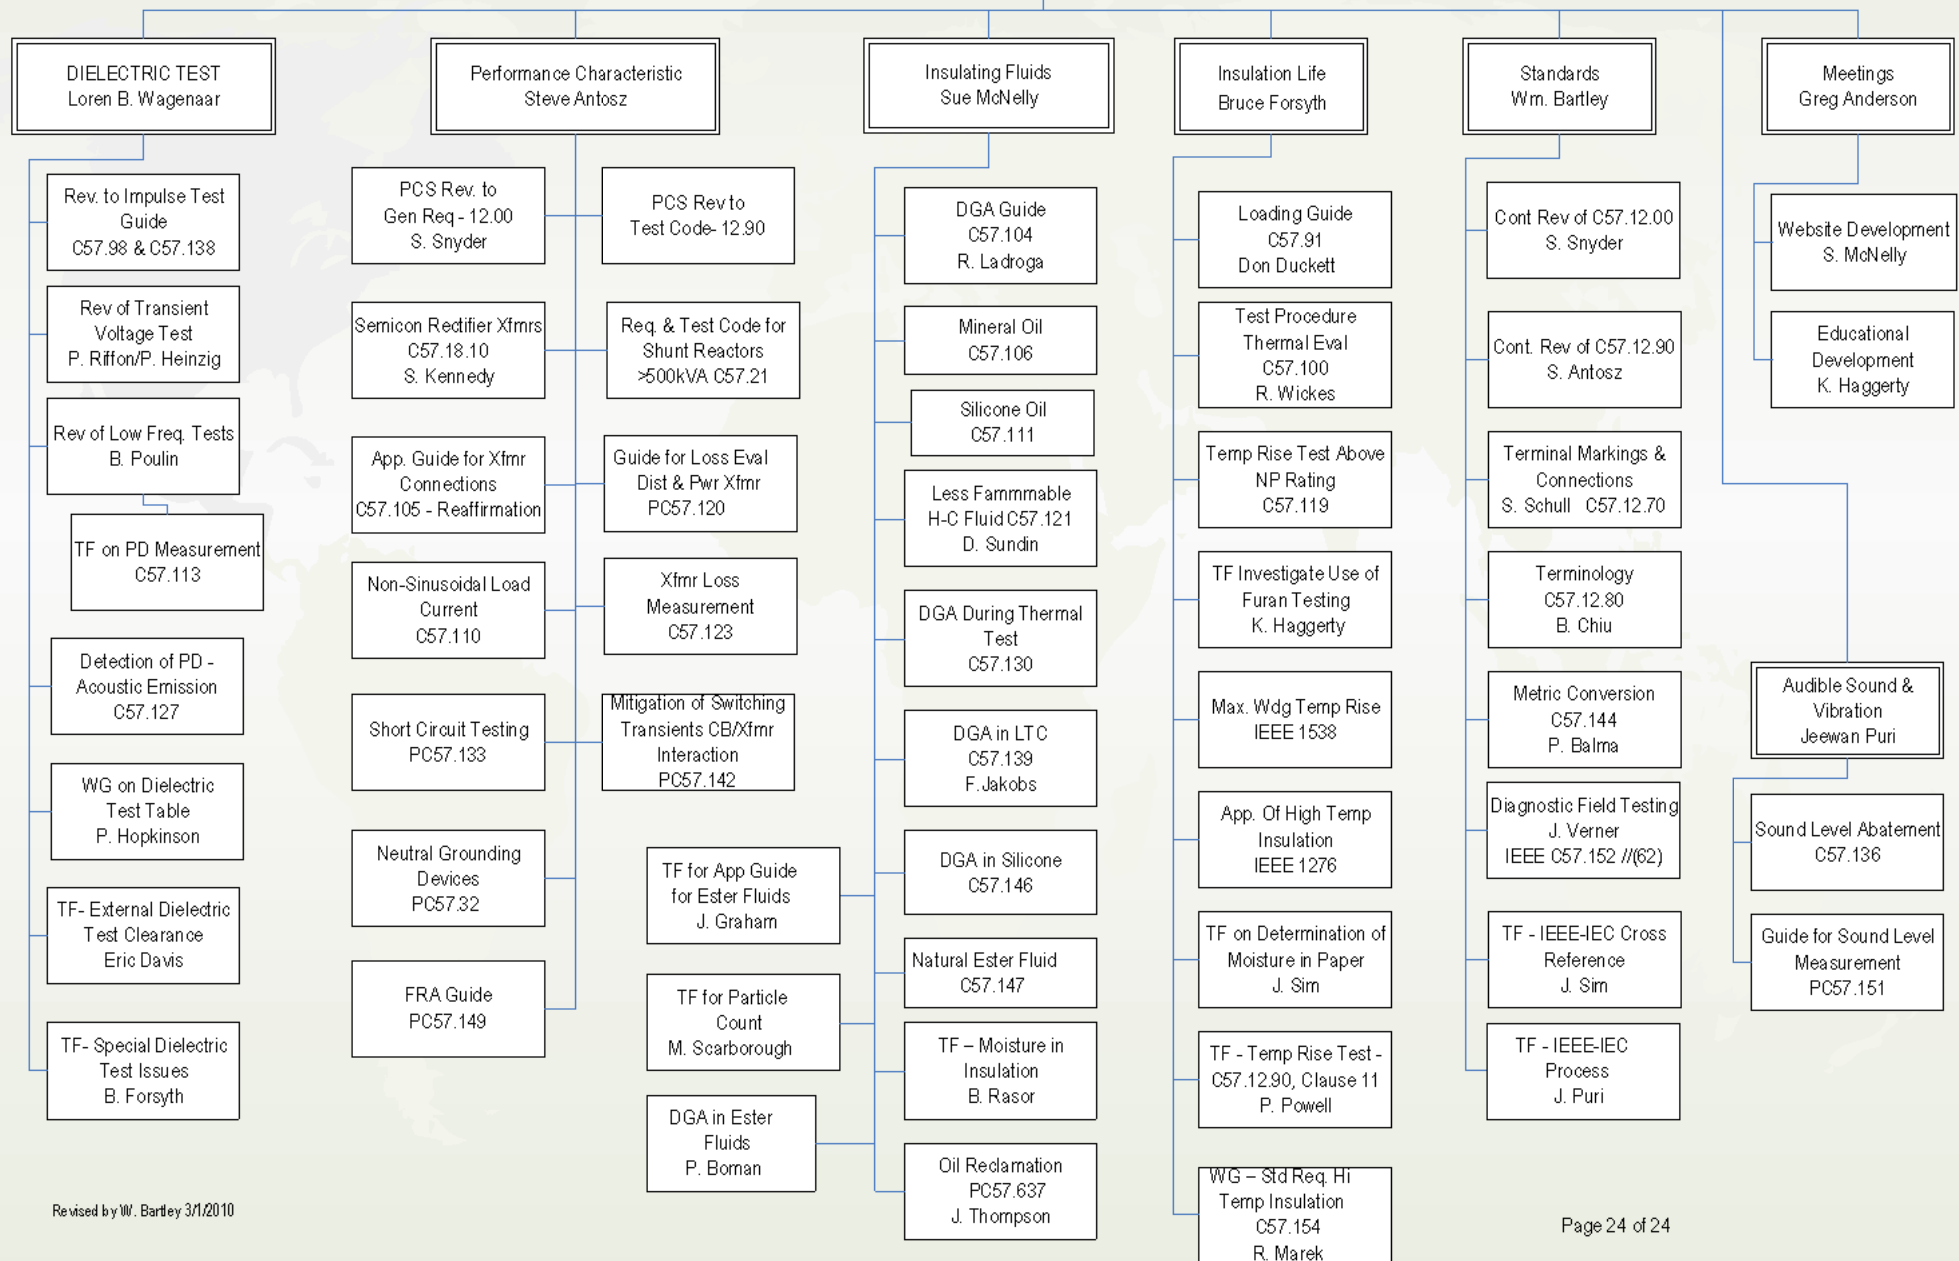 DIELECTRIC TEST
Loren B. Wagenaar
Rev. to Impulse Test
Guide
C57.98 & C57.138
Rev of Transient
Voltage Test
P. Riffon/P. Heinzig
Rev of Low Freq. Tests
B. Poulin
TF on PD Measurement
C57.113
Detection of PD -
Acoustic Emission
C57.127
WG on Dielectric
Test Table
P. Hopkinson
TF- External Dielectric
Test Clearance
Eric Davis
TF- Special Dielectric
Test Issues
B. Forsyth
Performance Characteristic
Steve Antosz
PCS Rev. to
Gen Req - 12.00
S. Snyder
PCS Rev to
Test Code- 12.90
Semicon Rectifier Xfmrs
C57.18.10
S. Kennedy
Req. & Test Code for
Shunt Reactors
>500kVA C57.21
App. Guide for Xfmr
Connections
C57.105 - Reaffirmation
Guide for Loss Eval
Dist & Pwr Xfmr
PC57.120
Non-Sinusoidal Load
Current
C57.110
Xfmr Loss
Measurement
C57.123
Short Circuit Testing
PC57.133
Mitigation of Switching
Transients CB/Xfmr
Interaction
PC57.142
Neutral Grounding
Devices
PC57.32
FRA Guide
PC57.149
Insulating Fluids
Sue McNelly
DGA Guide
C57.104
R. Ladroga
Mineral Oil
C57.106
Silicone Oil
C57.111
Less Fammmable
H-C Fluid C57.121
D. Sundin
DGA During Thermal
Test
C57.130
DGA in LTC
C57.139
F.Jakobs
DGA in Silicone
C57.146
TF for App Guide
for Ester Fluids
J. Graham
Natural Ester Fluid
C57.147
TF for Particle
Count
M. Scarborough
TF – Moisture in
Insulation
B. Rasor
DGA in Ester
Fluids
P. Boman
Oil Reclamation
PC57.637
J. Thompson
Insulation Life
Bruce Forsyth
Loading Guide
C57.91
Don Duckett
Test Procedure
Thermal Eval
C57.100
R. Wickes
Temp Rise Test Above
NP Rating
C57.119
TF Investigate Use of
Furan Testing
K. Haggerty
Max. Wdg Temp Rise
IEEE 1538
App. Of High Temp
Insulation
IEEE 1276
TF on Determination of
Moisture in Paper
J. Sim
TF - Temp Rise Test -
C57.12.90, Clause 11
P. Powell
WG – Std Req. Hi
Temp Insulation
C57.154
R. Marek
Standards
Wm. Bartley
Cont Rev of C57.12.00
S. Snyder
Cont. Rev of C57.12.90
S. Antosz
Terminal Markings &
Connections
S. Schull C57.12.70
Terminology
C57.12.80
B. Chiu
Metric Conversion
C57.144
P. Balma
Diagnostic Field Testing
J. Verner
IEEE C57.152 //(62)
TF - IEEE-IEC Cross
Reference
J. Sim
TF - IEEE-IEC
Process
J. Puri
Meetings
Greg Anderson
Website Development
S. McNelly
Educational
Development
K. Haggerty
Audible Sound &
Vibration
Jeewan Puri
Sound Level Abatement
C57.136
Guide for Sound Level
Measurement
PC57.151
Revised by W. Bartley 3/1/2010
Page 24 of 24